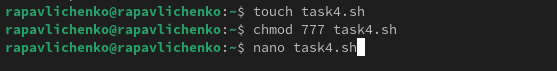 rapavlichenko@rapavlichenko:~$ touch task4.sh
rapavlichenko@rapavlichenko:~$ chmod 777 task4.sh
rapavlichenko@rapavlichenko:~$ nano task4.sh